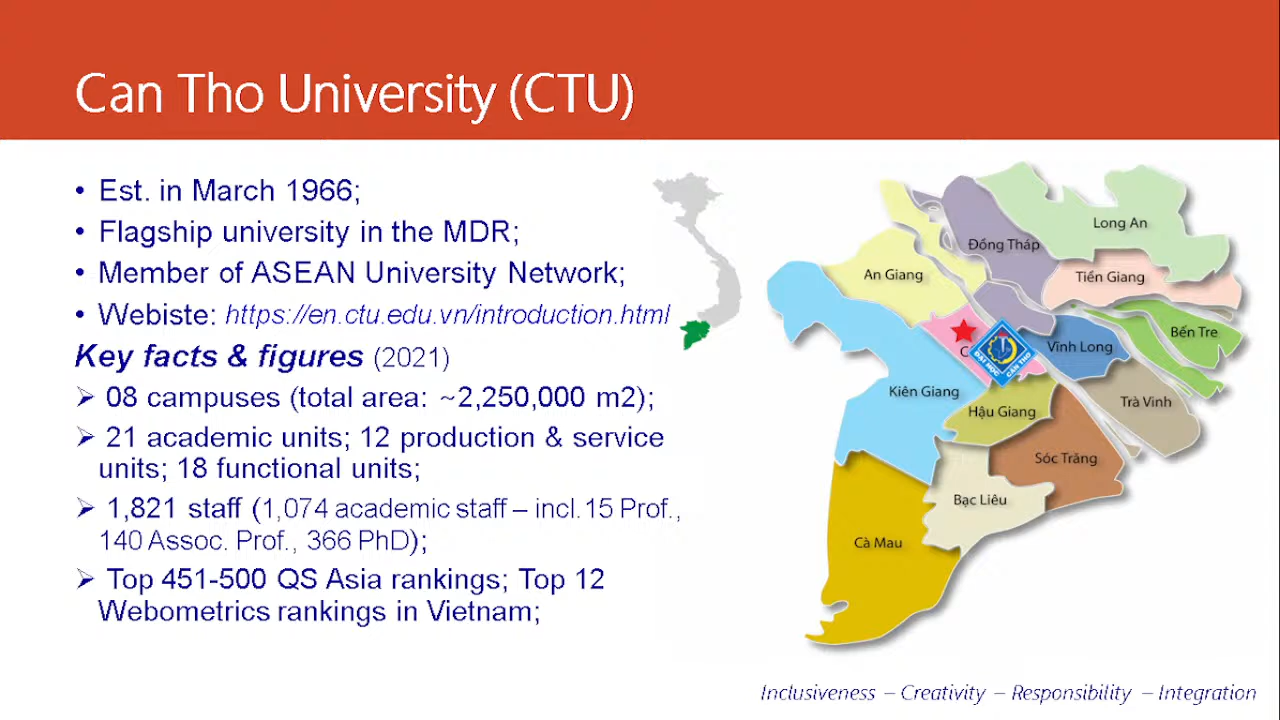 Can Tho University (CTU)
• Est. in March 1966;
• Flagship university in the MDR;
• Member of ASEAN University Network;
• Webiste: https://en.ctu.edu.vn/introduction.html
Key facts & figures (2021)
➢ 08 campuses (total area: ~2,250,000 m2);
➢ 21 academic units; 12 production & service
units; 18 functional units;
➢ 1,821 staff (1,074 academic staff – incl.15 Prof.,
140 Assoc. Prof., 366 PhD);
➢ Top 451-500 QS Asia rankings; Top 12
Webometrics rankings in Vietnam;
Long An
Đồng Tháp
An Giang
Tiền Giang
Bến Tre
Vĩnh Long
ĐẠI HỌC
CẦN THƠ
Kiên Giang
Trà Vinh
Hậu Giang
Sóc Trăng
Bạc Liêu
Cà Mau
Inclusiveness – Creativity – Responsibility – Integration